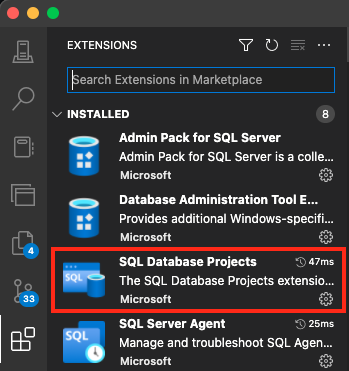 EXTENSIONS
Search Extensions in Marketplace
INSTALLED 8
Admin Pack for SQL Server
Admin Pack for SQL Server is a colle...
Microsoft
Database Administration Tool E...
Provides additional Windows-specifi...
Microsoft
SQL Database Projects 47ms
SQL
The SQL Database Projects extensio...
Microsoft
4
SQL Server Agent 25ms
33
SQL
Manage and troubleshoot SQL Agen...
Microsoft